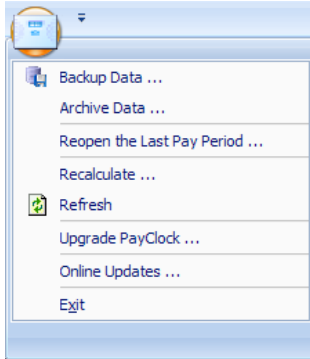 Backup Data ...
Archive Data ...
Reopen the Last Pay Period ...
Recalculate ...
Refresh
Upgrade PayClock ...
Online Updates ...
Exit